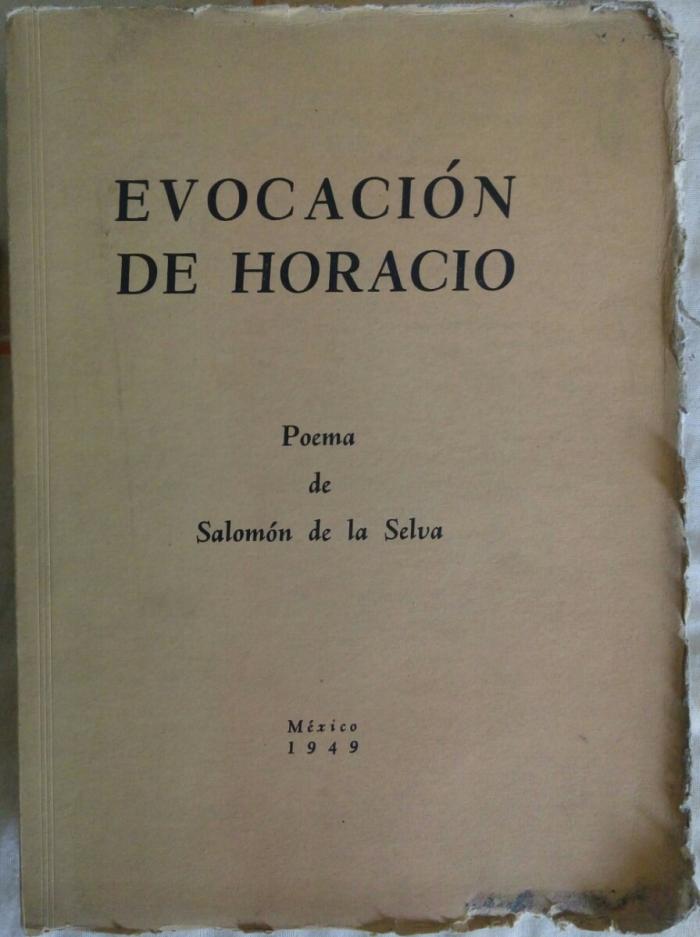 EVOCACIÓN
DE HORACIO
Poema
de
Salomón de la Selva
México
1949